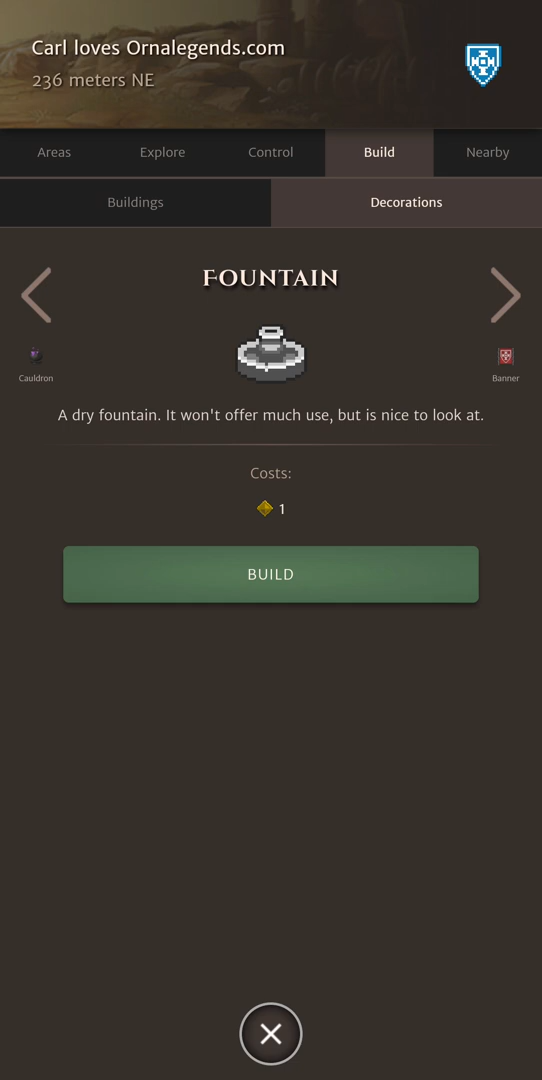 Carl loves Ornalegends.com
236 meters NE
Areas
Explore
Control
Build
Nearby
Buildings
Decorations
Fountain
Cauldron
Banner
A dry fountain. It won't offer much use, but is nice to look at.
Costs:
1
BUILD